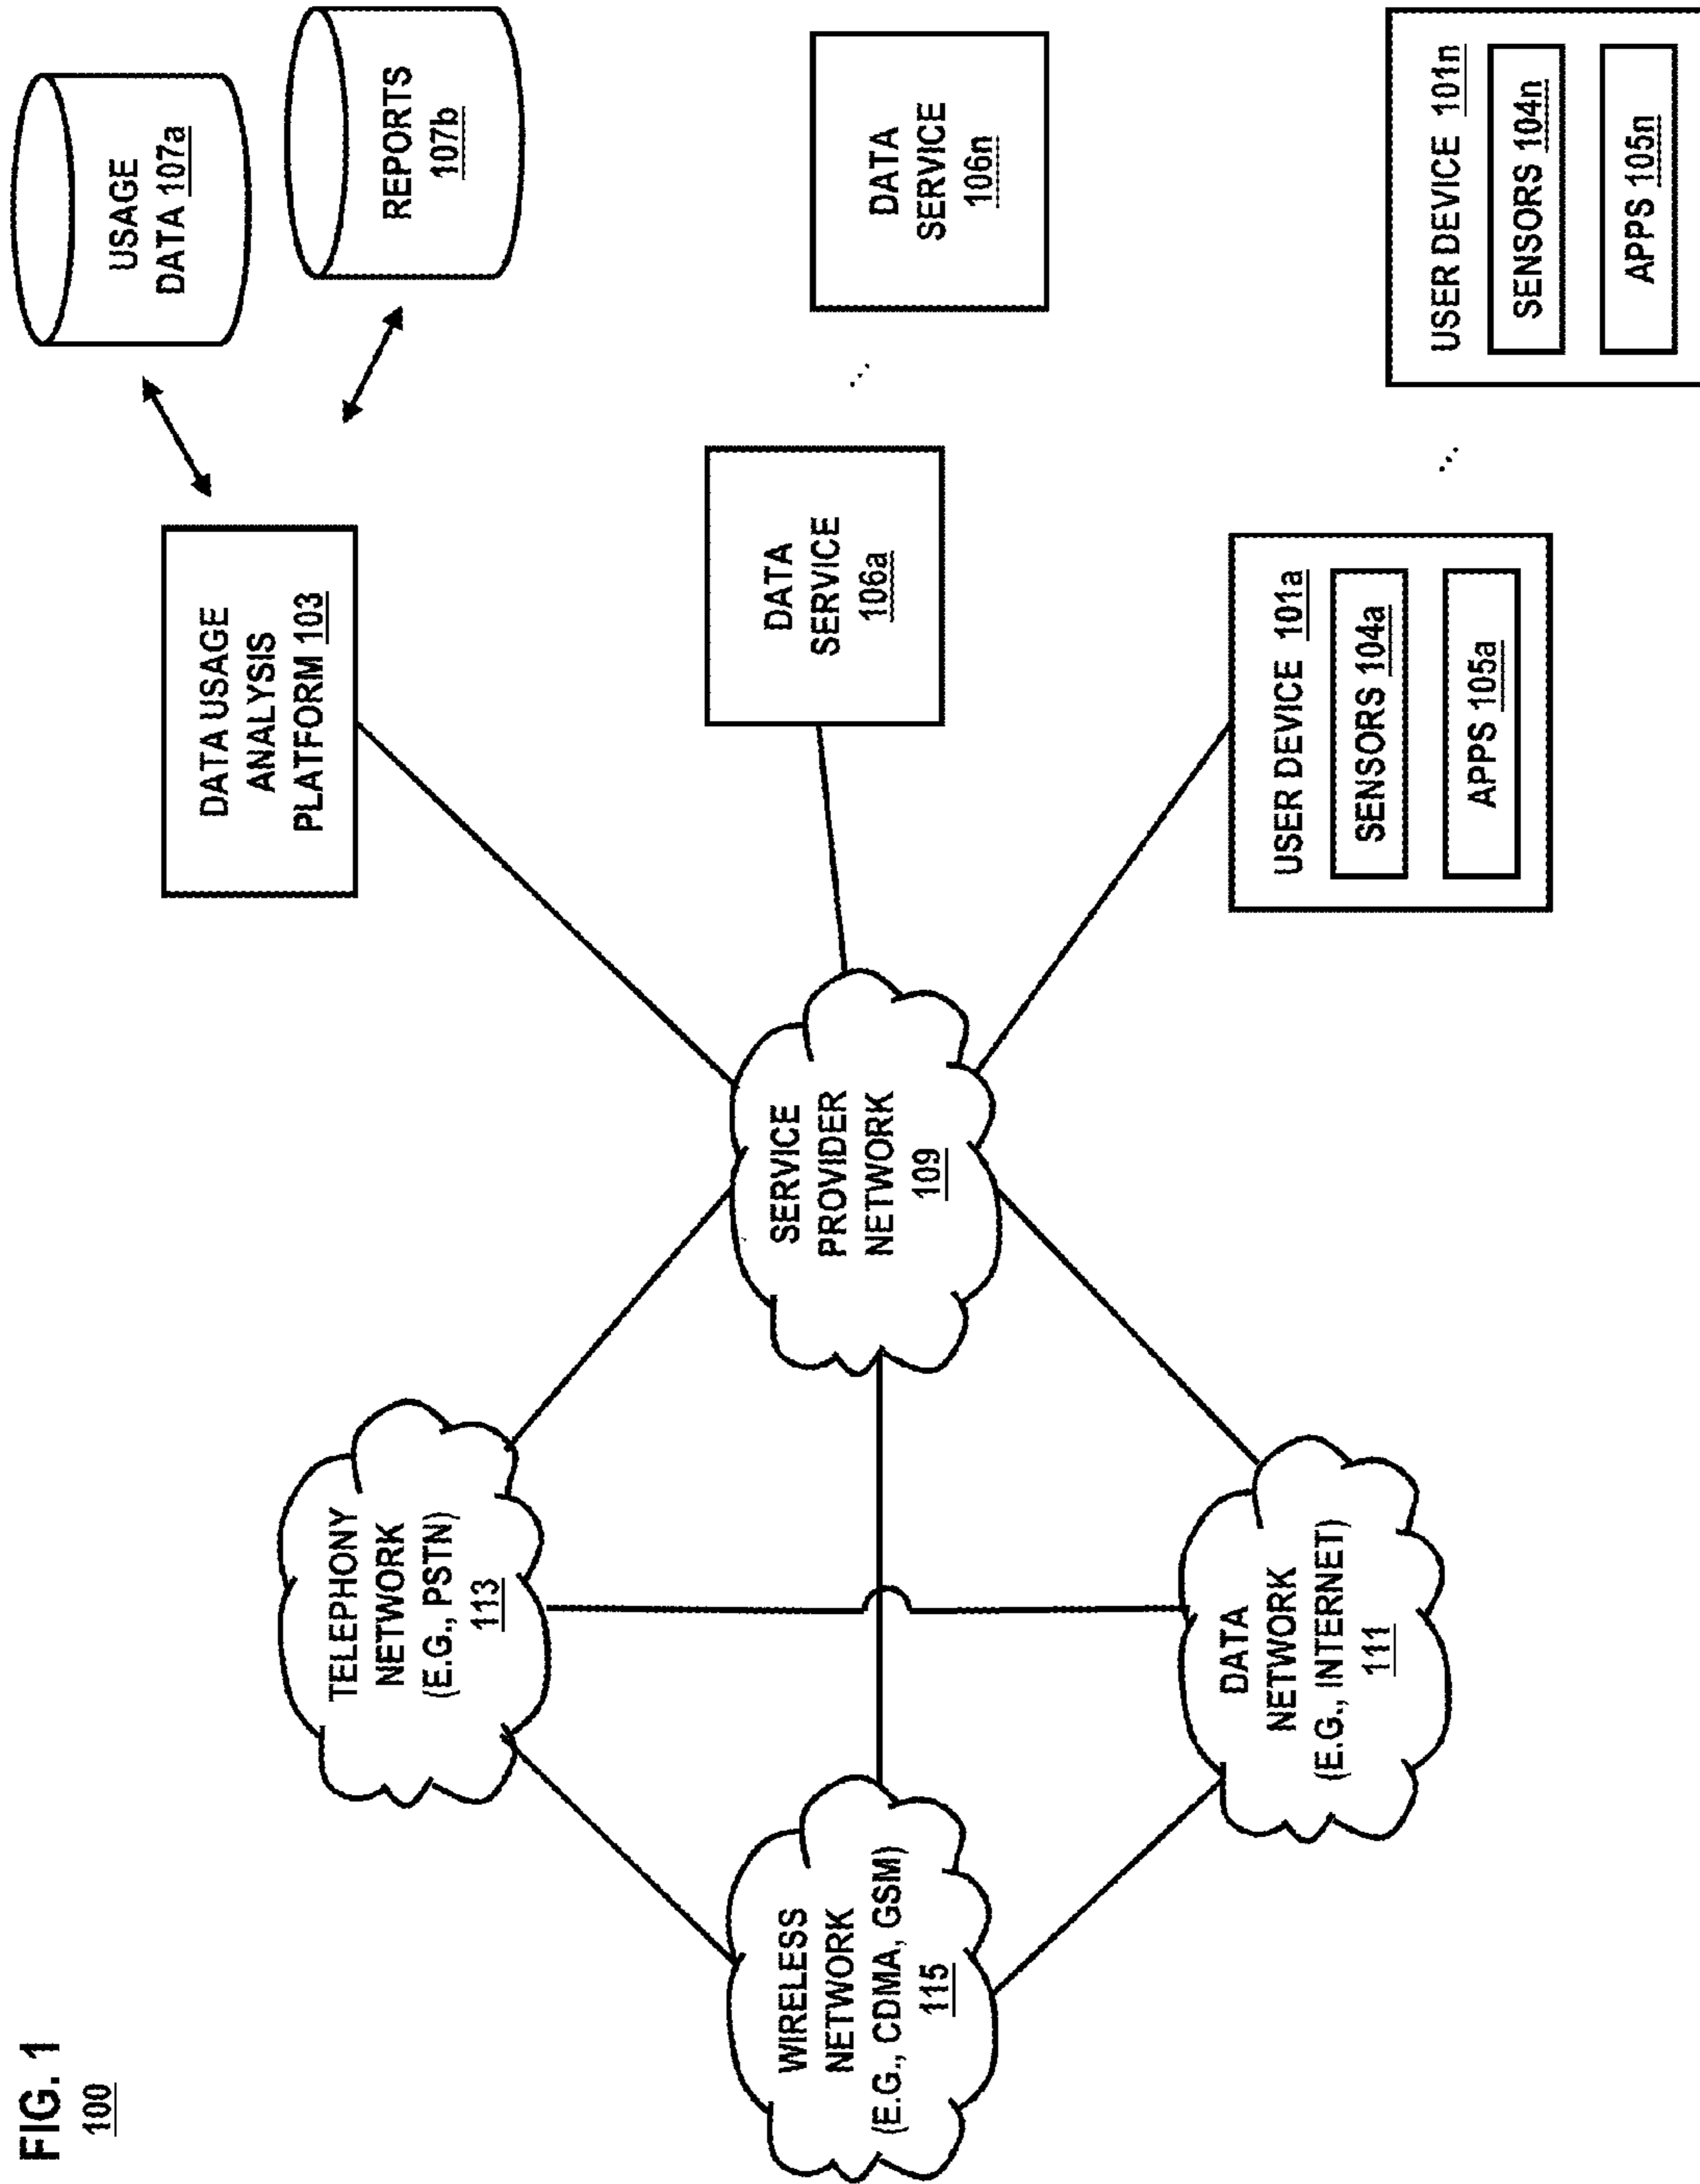 FIG. 1
100
USAGE
DATA 107a
REPORTS
107b
DATA USAGE
ANALYSIS
PLATFORM 103
TELEPHONY
NETWORK
(E.G., PSTN)
113
WIRELESS
NETWORK
(E.G., CDMA, GSM)
115
SERVICE
PROVIDER
NETWORK
109
DATA
SERVICE
106a
...
DATA
SERVICE
106n
DATA
NETWORK
(E.G., INTERNET)
111
USER DEVICE 101a
SENSORS 104a
APPS 105a
...
USER DEVICE 101n
SENSORS 104n
APPS 105n